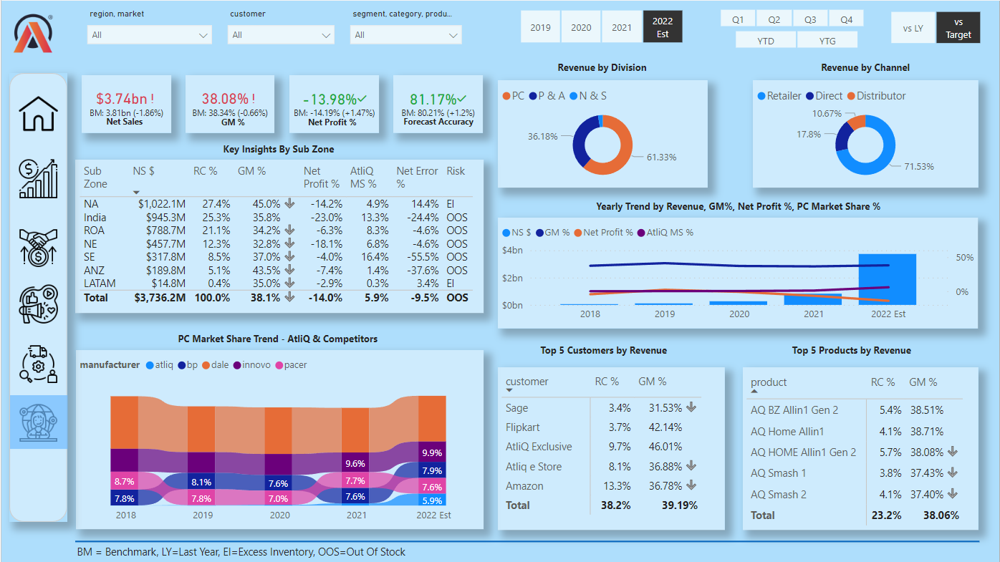 region, market
customer
segment, category, produ...
All
All
All
2019
2020
2021
2022
Est
Q1
Q2
Q3
Q4
YTD
YTG
vs LY
vs
Target
$3.74bn !
BM: 3.81bn (-1.86%)
Net Sales
38.08% !
BM: 38.34% (-0.66%)
GM %
-13.98%✓
BM: -14.19% (+1.47%)
Net Profit %
81.17%✓
BM: 80.21% (+1.2%)
Forecast Accuracy
Revenue by Division
PC P & A N & S
36.18%
61.33%
Revenue by Channel
Retailer Direct Distributor
10.67%
17.8%
71.53%
Key Insights By Sub Zone
Sub Zone NS $ RC % GM % Net Profit % AtliQ MS % Net Error % Risk
NA $1,022.1M 27.4% 45.0% -14.2% 4.9% 14.4% EI
India $945.3M 25.3% 35.8% -23.0% 13.3% -24.4% OOS
ROA $788.7M 21.1% 34.2% -6.3% 8.3% -4.6% OOS
NE $457.7M 12.3% 32.8% -18.1% 6.8% -4.6% OOS
SE $317.8M 8.5% 37.0% -4.0% 16.4% -55.5% OOS
ANZ $189.8M 5.1% 43.5% -7.4% 1.4% -37.6% OOS
LATAM $14.8M 0.4% 35.0% -2.9% 0.3% 3.4% EI
Total $3,736.2M 100.0% 38.1% -14.0% 5.9% -9.5% OOS
Yearly Trend by Revenue, GM%, Net Profit %, PC Market Share %
NS $ GM % Net Profit % AtliQ MS %
$4bn
$2bn
$0bn
50%
0%
2018 2019 2020 2021 2022 Est
PC Market Share Trend - AtliQ & Competitors
manufacturer atliq bp dale innovo pacer
8.7%
7.8%
8.1%
7.8%
7.6%
7.0%
9.6%
7.7%
7.6%
9.9%
7.9%
7.6%
5.9%
2018 2019 2020 2021 2022 Est
Top 5 Customers by Revenue
customer RC % GM %
Sage 3.4% 31.53%
Flipkart 3.7% 42.14%
AtliQ Exclusive 9.7% 46.01%
Atliq e Store 8.1% 36.88%
Amazon 13.3% 36.78%
Total 38.2% 39.19%
Top 5 Products by Revenue
product RC % GM %
AQ BZ Allin1 Gen 2 5.4% 38.51%
AQ Home Allin1 4.1% 38.71%
AQ HOME Allin1 Gen 2 5.7% 38.08%
AQ Smash 1 3.8% 37.43%
AQ Smash 2 4.1% 37.40%
Total 23.2% 38.06%
BM = Benchmark, LY=Last Year, EI=Excess Inventory, OOS=Out Of Stock